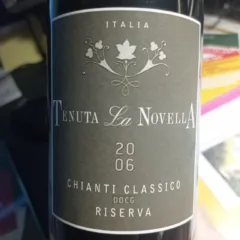 ITALIA
TENUTA La NOVELLA
20
06
CHIANTI CLASSICO
DOCG
RISERVA